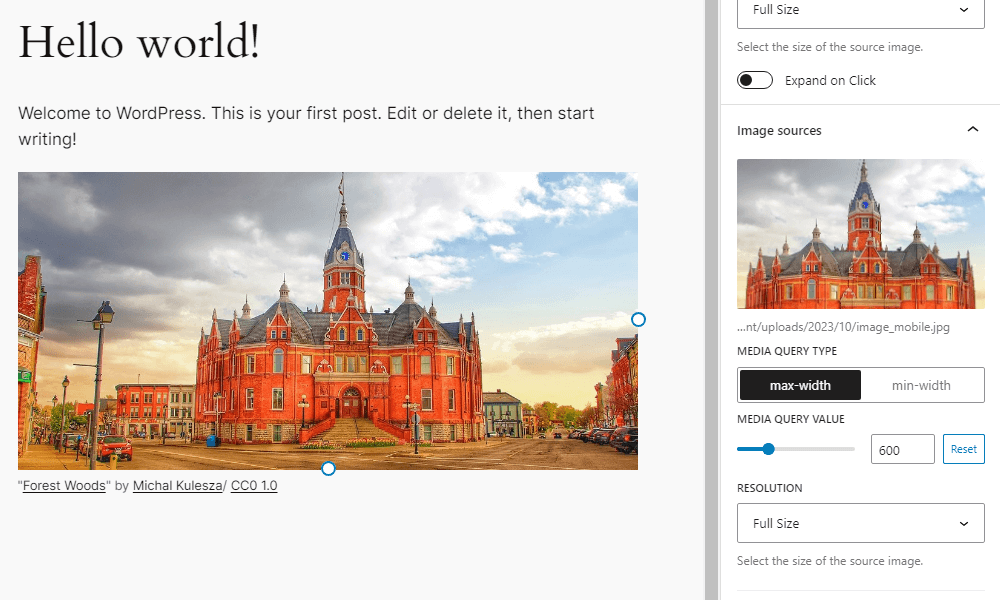 Hello world!
Welcome to WordPress. This is your first post. Edit or delete it, then start
writing!
"Forest Woods" by Michal Kulesza/ CC0 1.0
Full Size
Select the size of the source image.
Expand on Click
Image sources
...nt/uploads/2023/10/image_mobile.jpg
MEDIA QUERY TYPE
max-width
min-width
MEDIA QUERY VALUE
600
Reset
RESOLUTION
Full Size
Select the size of the source image.